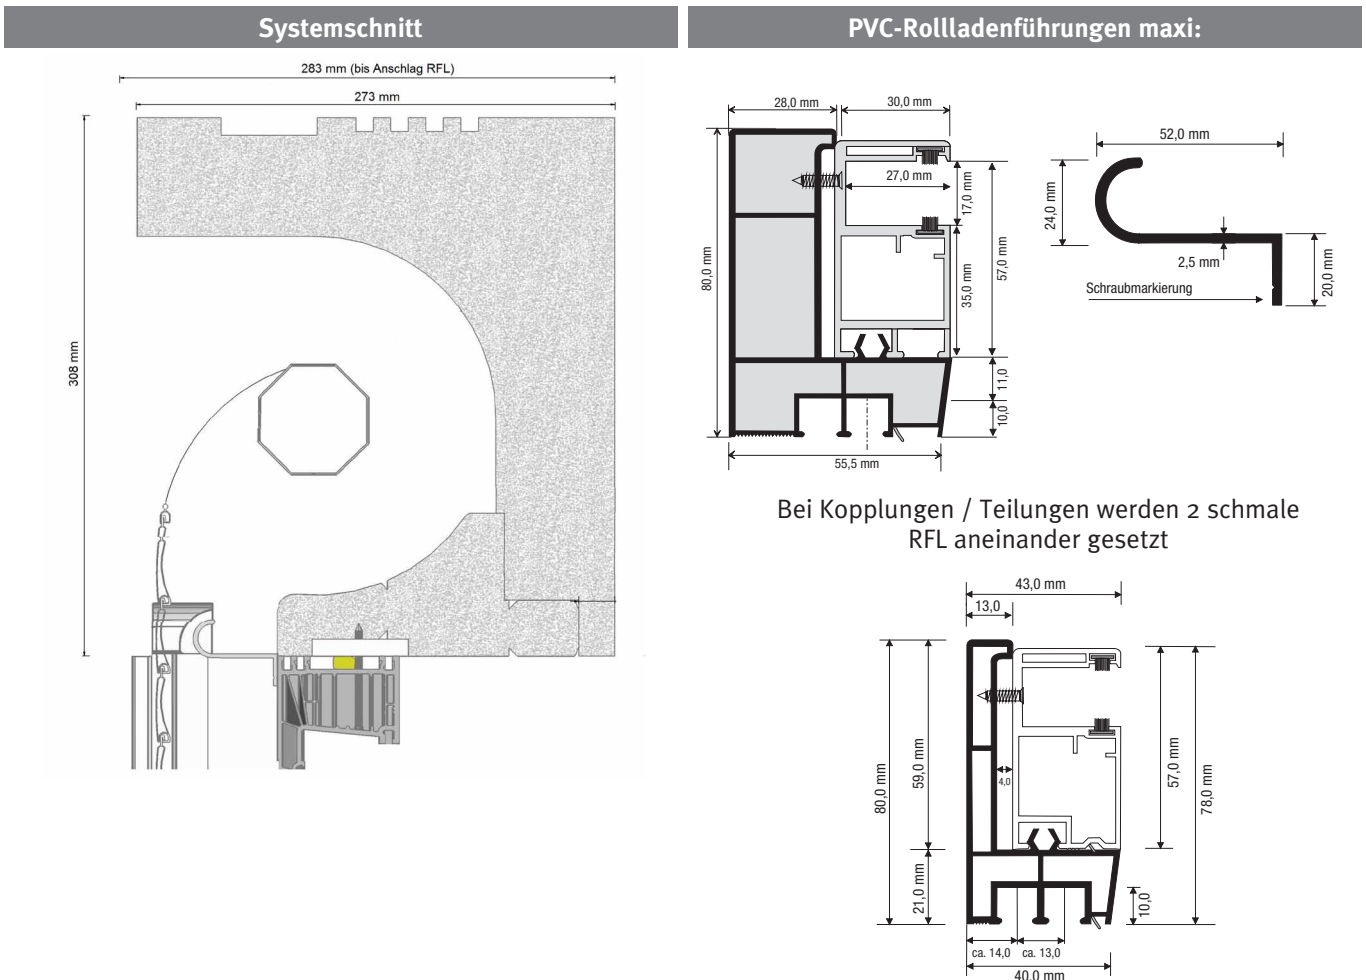 Systemschnitt
283 mm (bis Anschlag RFL)
273 mm
308 mm
PVC-Rollladenführungen maxi:
28,0 mm
30,0 mm
27,0 mm
17,0 mm
80,0 mm
57,0 mm
35,0 mm
11,0
10,0
55,5 mm
52,0 mm
24,0 mm
2,5 mm
20,0 mm
Schraubmarkierung
Bei Kopplungen / Teilungen werden 2 schmale
RFL aneinander gesetzt
43,0 mm
13,0
80,0 mm
59,0 mm
4,0
57,0 mm
78,0 mm
21,0 mm
10,0
ca. 14,0
ca. 13,0
40,0 mm